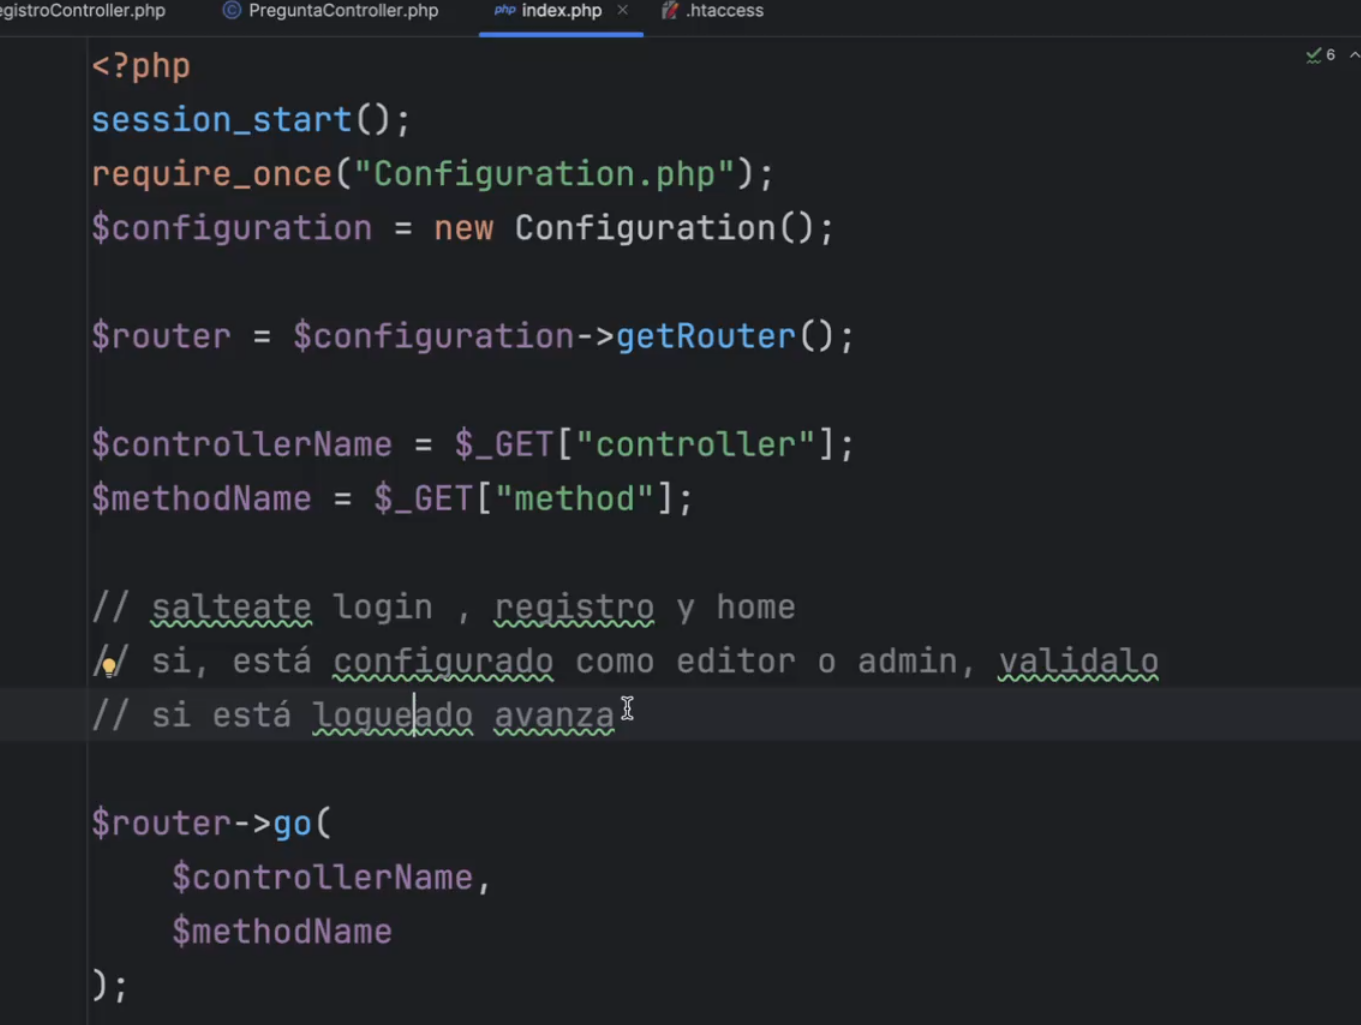 egistroController.php PreguntaController.php php index.php .htaccess
<?php
6
session_start();
require_once("Configuration.php");
$configuration = new Configuration();
$router = $configuration->getRouter();
$controllerName = $_GET["controller"];
$methodName = $_GET["method"];
// salteate login , registro y home
// si, está configurado como editor o admin, validalo
// si está logueado avanza
$router->go(
$controllerName,
$methodName
);